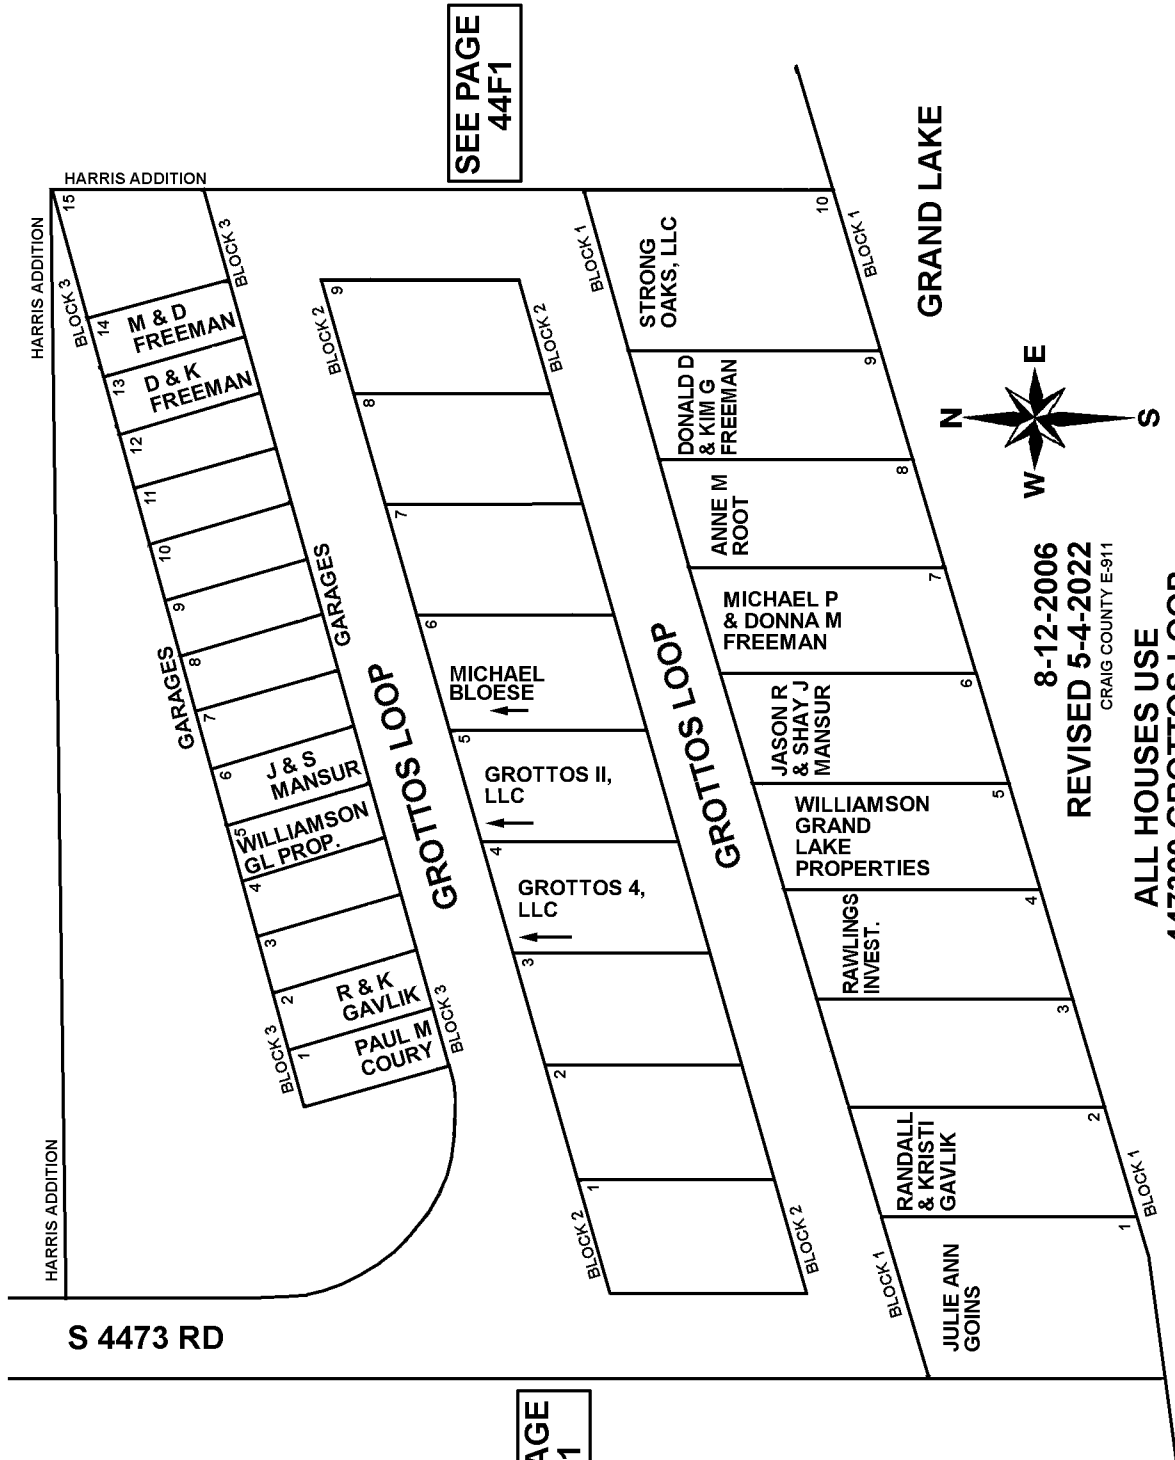 SEE PAGE
44F1
HARRIS ADDITION
HARRIS ADDITION
HARRIS ADDITION
BLOCK 3
15
14
M & D
FREEMAN
13
D & K
FREEMAN
12
11
10
9
8
7
6
J & S
MANSUR
5
WILLIAMSON
GL PROP.
4
3
2
R & K
GAVLIK
1
PAUL M
COURY
BLOCK 3
BLOCK 3
BLOCK 3
GARAGES
GARAGES
GROTTOS LOOP
BLOCK 2
BLOCK 2
9
8
7
6
MICHAEL
BLOESE
5
GROTTOS II,
LLC
4
GROTTOS 4,
LLC
3
2
1
BLOCK 2
BLOCK 2
GROTTOS LOOP
BLOCK 1
BLOCK 1
10
STRONG
OAKS, LLC
9
DONALD D
& KIM G
FREEMAN
8
ANNE M
ROOT
7
MICHAEL P
& DONNA M
FREEMAN
6
JASON R
& SHAY J
MANSUR
5
WILLIAMSON
GRAND
LAKE
PROPERTIES
4
RAWLINGS
INVEST.
3
2
RANDALL
& KRISTI
GAVLIK
1
JULIE ANN
GOINS
BLOCK 1
BLOCK 1
S 4473 RD
GRAND LAKE
N
E
S
W
8-12-2006
REVISED 5-4-2022
CRAIG COUNTY E-911
ALL HOUSES USE
GROTTOS LOOP